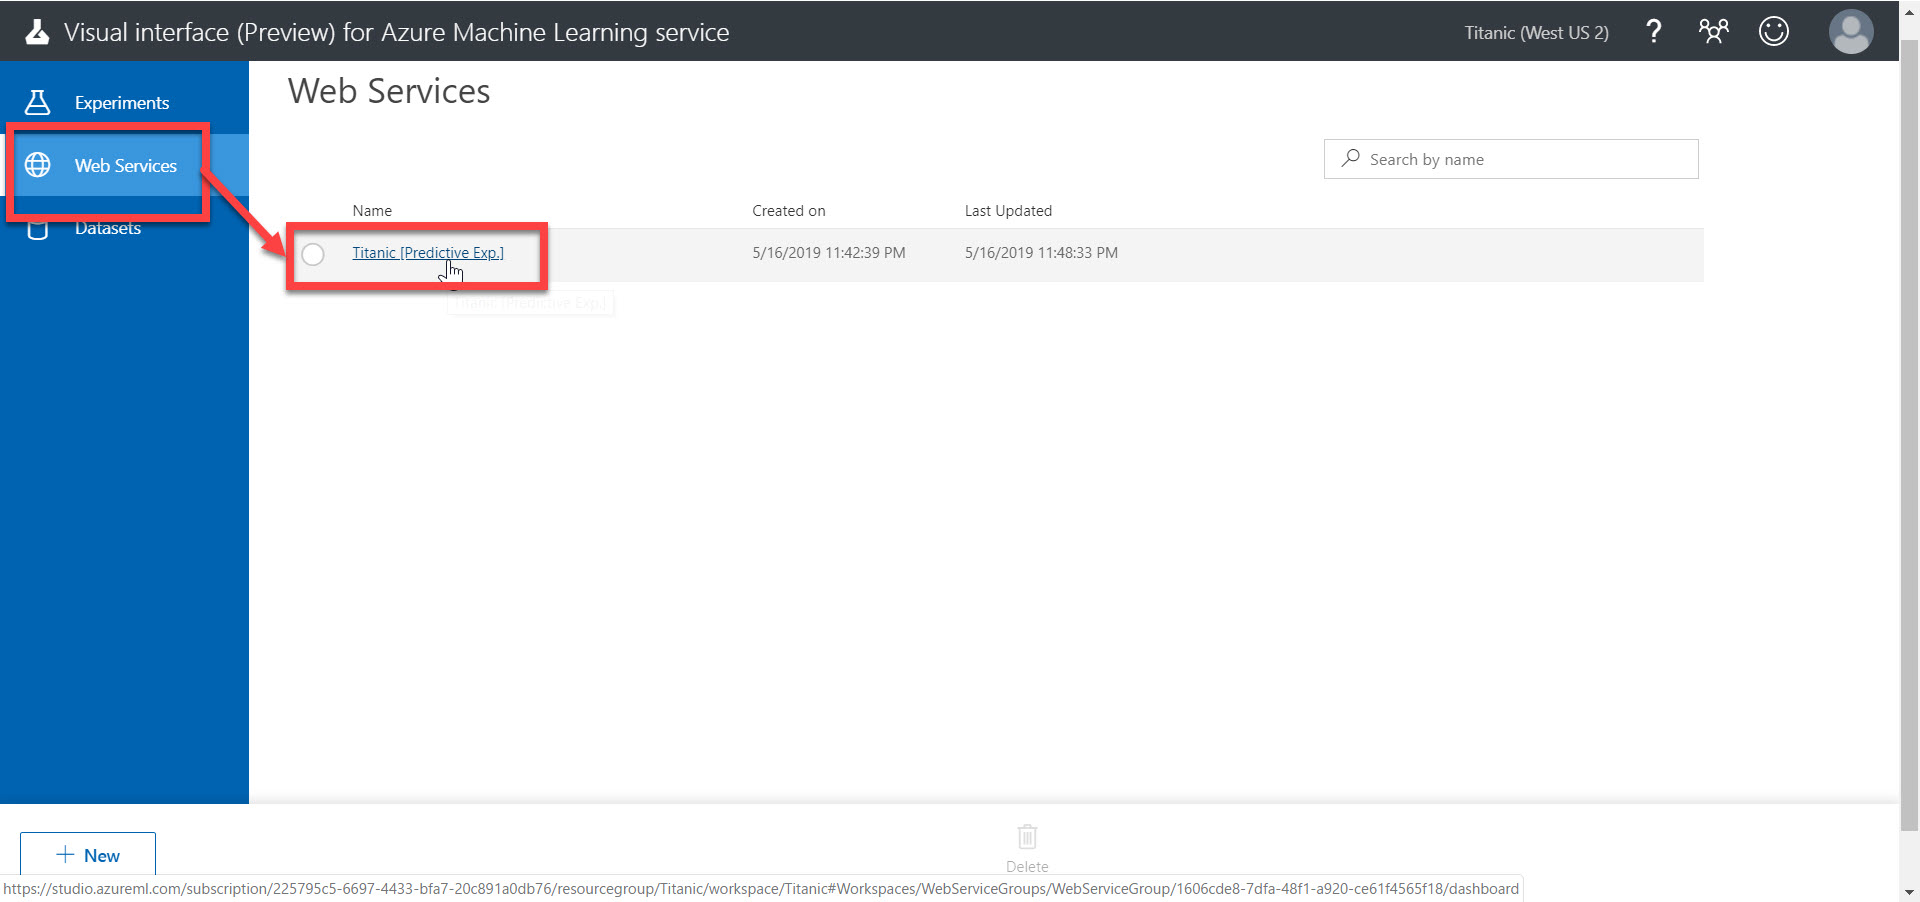 Visual interface (Preview) for Azure Machine Learning service
Titanic (West US 2)
?
Experiments
Web Services
Datasets
Web Services
Search by name
Name Created on Last Updated
Titanic [Predictive Exp.] 5/16/2019 11:42:39 PM 5/16/2019 11:48:33 PM
Titanic [Predictive Exp.]
+ New
Delete
https://studio.azureml.com/subscription/225795c5-6697-4433-bfa7-20c891a0db76/resourcegroup/Titanic/workspace/Titanic#Workspaces/WebServiceGroups/WebServiceGroup/1606cde8-7dfa-48f1-a920-ce61f4565f18/dashboard